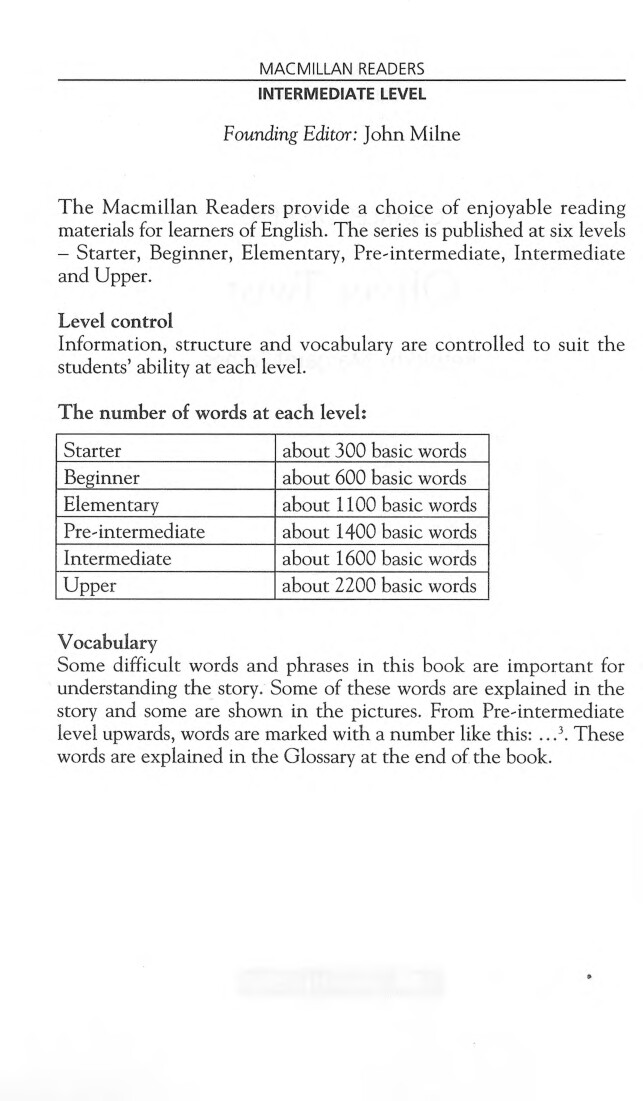 MACMILLAN READERS
INTERMEDIATE LEVEL
Founding Editor: John Milne
The Macmillan Readers provide a choice of enjoyable reading
materials for learners of English. The series is published at six levels
– Starter, Beginner, Elementary, Pre-intermediate, Intermediate
and Upper.
Level control
Information, structure and vocabulary are controlled to suit the
students’ ability at each level.
The number of words at each level:
Starter about 300 basic words
Beginner about 600 basic words
Elementary about 1100 basic words
Pre-intermediate about 1400 basic words
Intermediate about 1600 basic words
Upper about 2200 basic words
Vocabulary
Some difficult words and phrases in this book are important for
understanding the story. Some of these words are explained in the
story and some are shown in the pictures. From Pre-intermediate
level upwards, words are marked with a number like this: …³. These
words are explained in the Glossary at the end of the book.